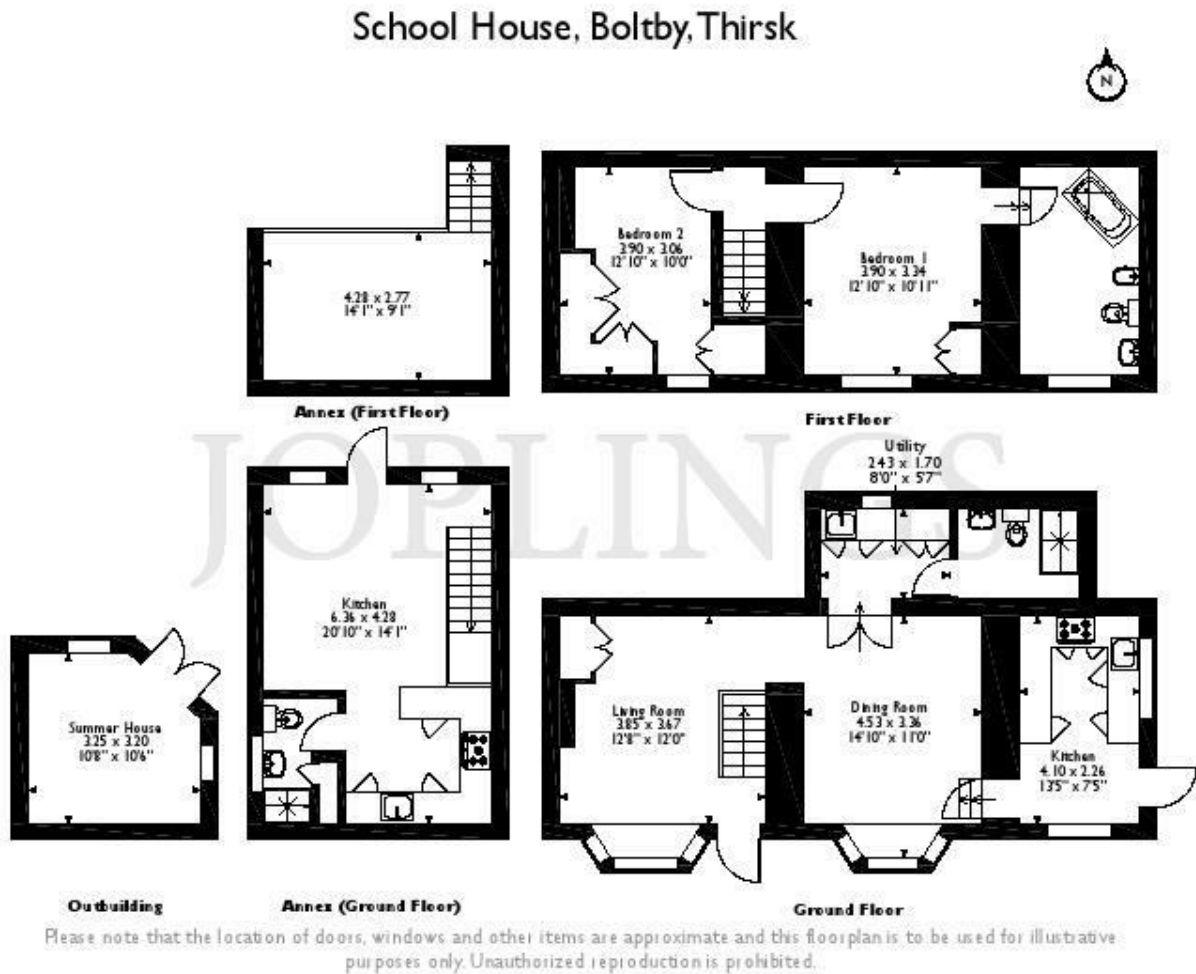 School House, Boltby, Thirsk
N
Bedroom 2
3.90 x 3.06
12'10" x 10'0"
Bedroom 1
3.90 x 3.34
12'10" x 10'11"
4.28 x 2.77
14'1" x 9'1"
Annex (First Floor)
First Floor
JOPLINGS
Utility
2.43 x 1.70
8'0" x 5'7"
Kitchen
6.36 x 4.28
20'10" x 14'1"
Summer House
3.25 x 3.20
10'8" x 10'6"
Living Room
3.85 x 3.67
12'8" x 12'0"
Dining Room
4.53 x 3.36
14'10" x 11'0"
Kitchen
4.10 x 2.26
13'5" x 7'5"
Outbuilding
Annex (Ground Floor)
Ground Floor
Please note that the location of doors, windows and other items are approximate and this floorplan is to be used for illustrative
purposes only. Unauthorized reproduction is prohibited.